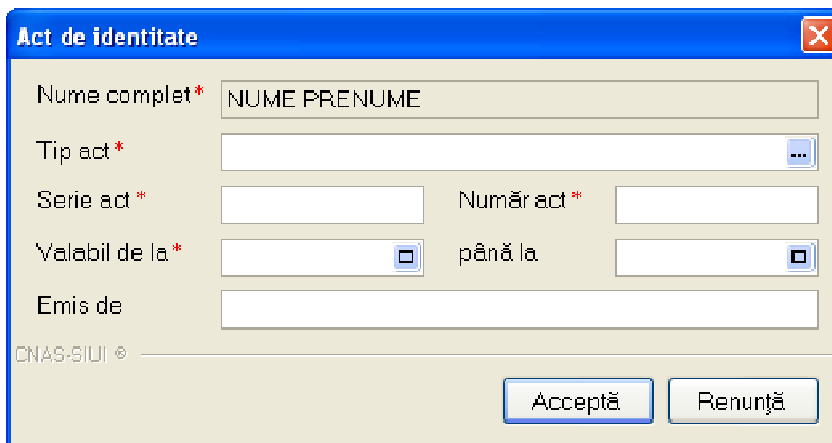 Act de identitate
Nume complet* NUME PRENUME
Tip act* ...
Serie act* Număr act*
Valabil de la* până la
Emis de
CNAS-SIUI ®
Acceptă Renunță